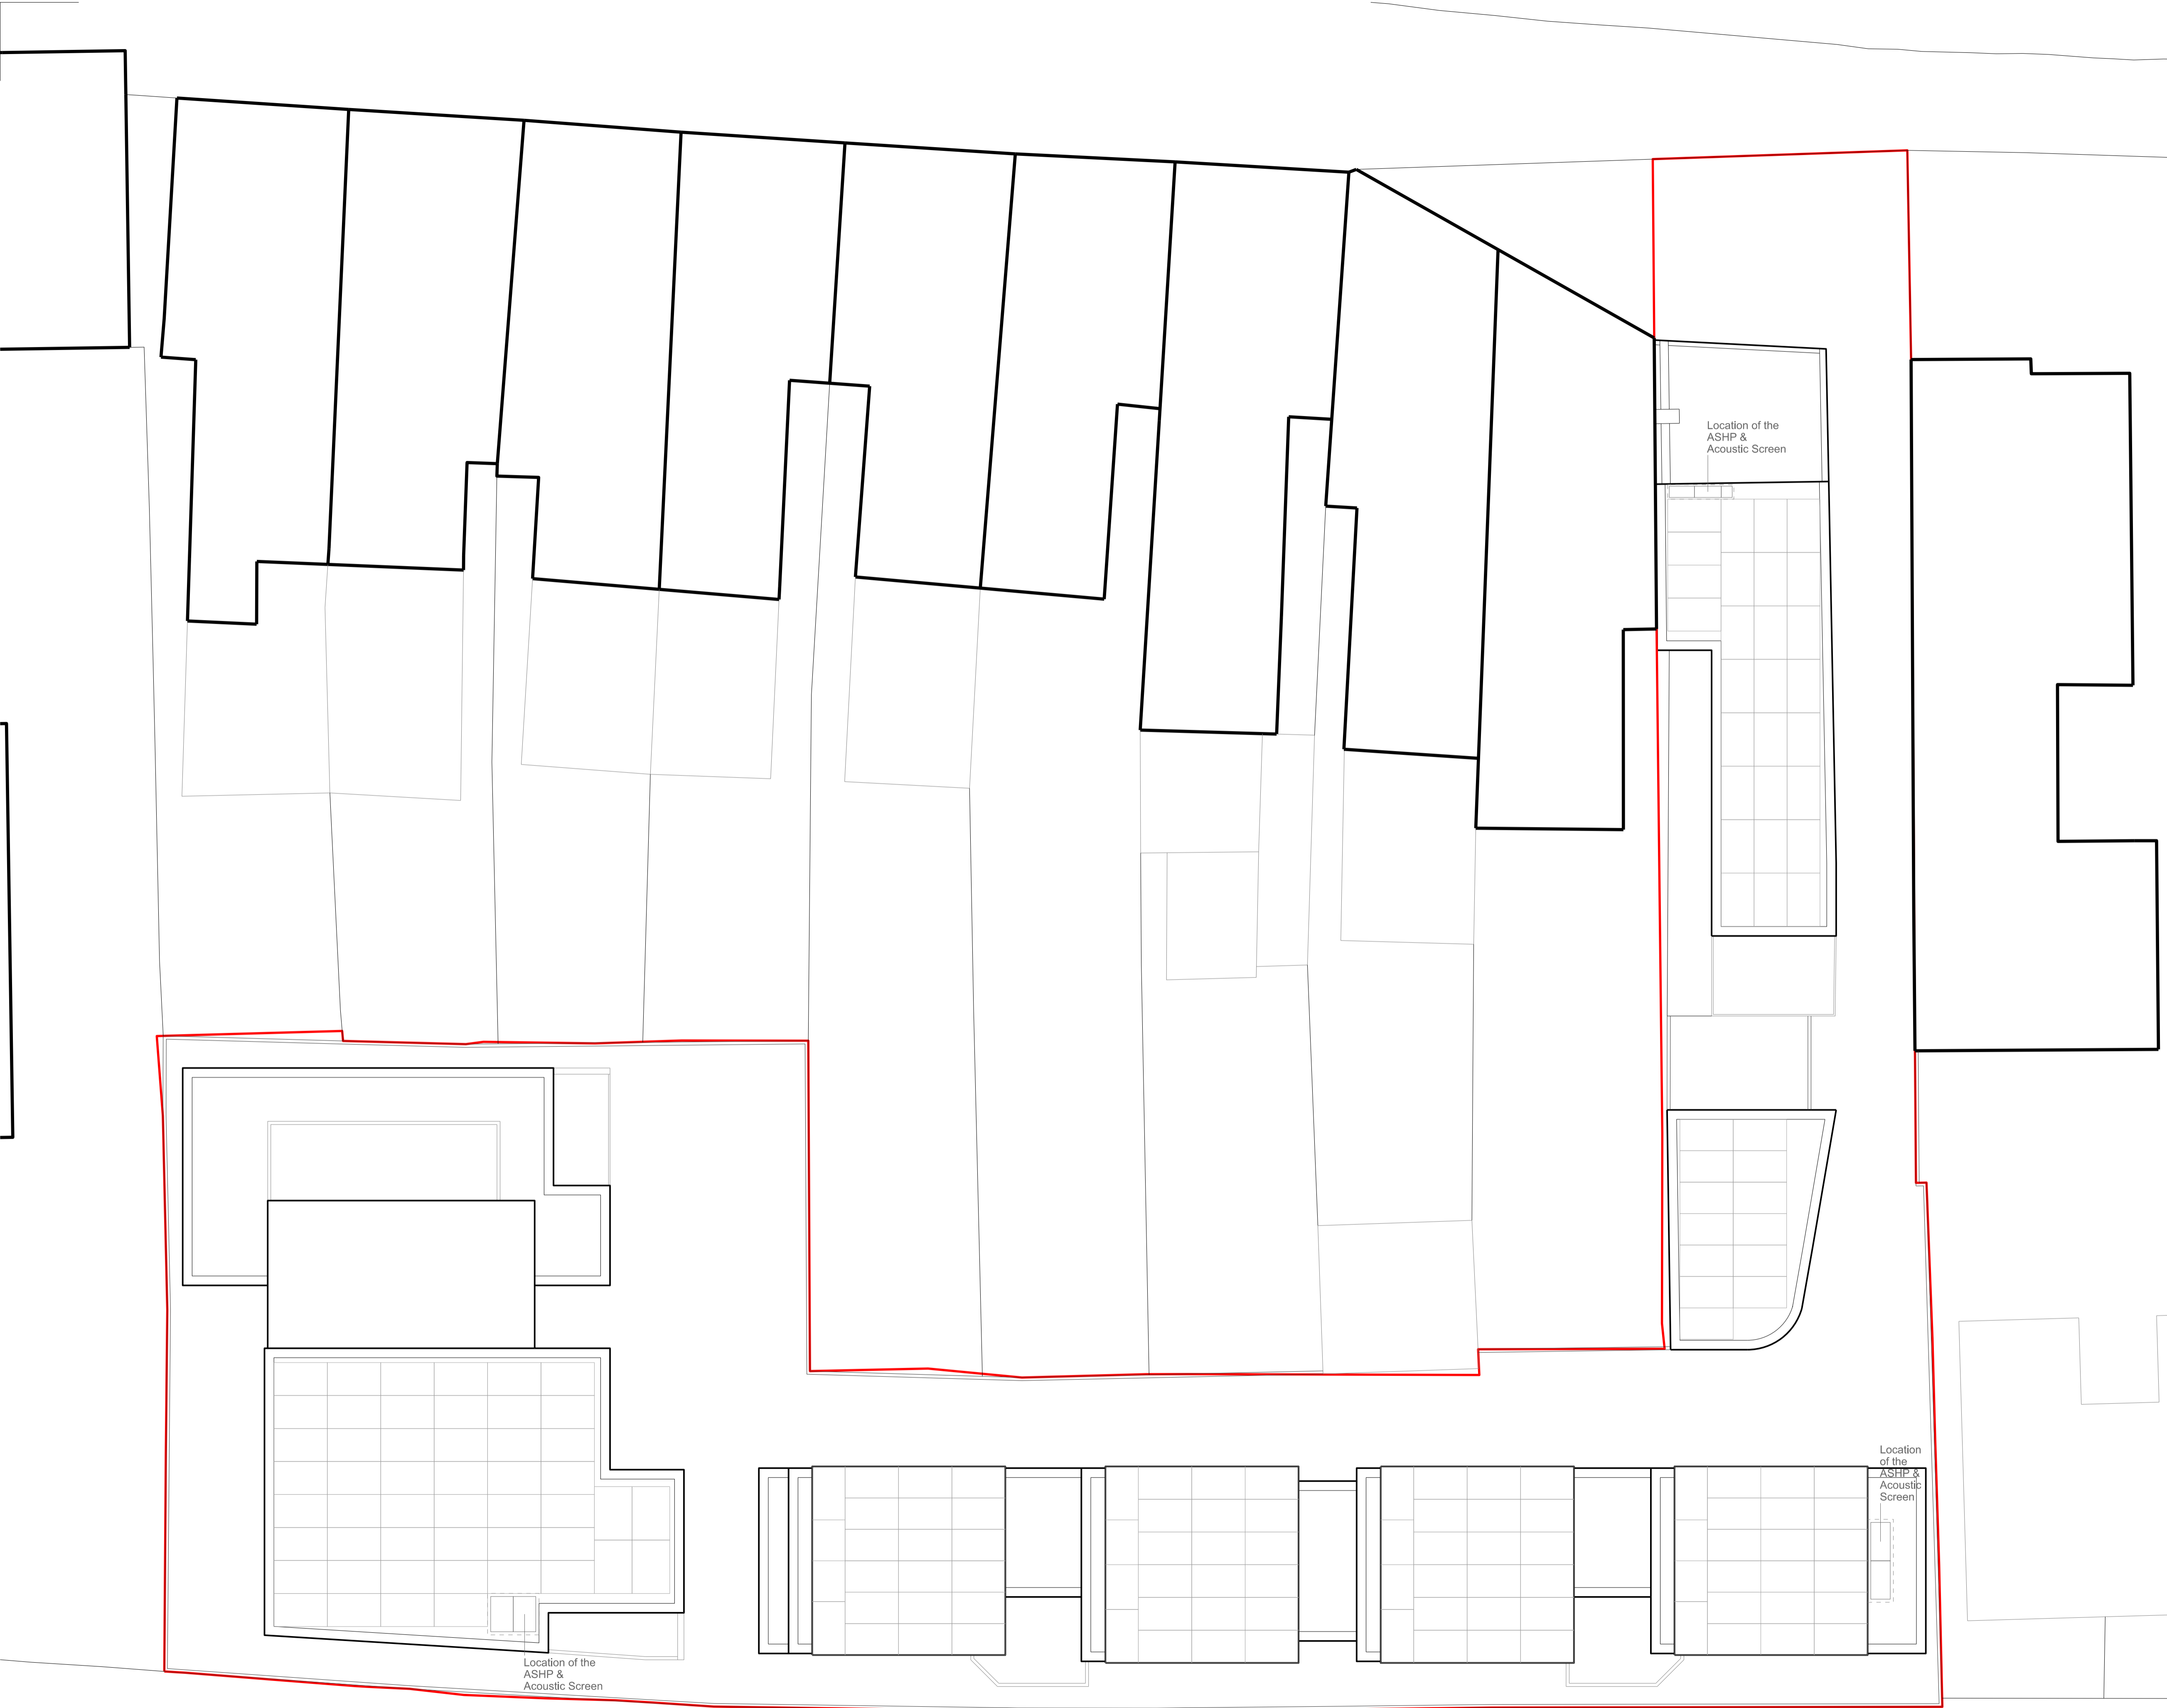 Location of the
ASHP &
Acoustic Screen
Location
of the
ASHP &
Acoustic
Screen
Location of the
ASHP &
Acoustic Screen